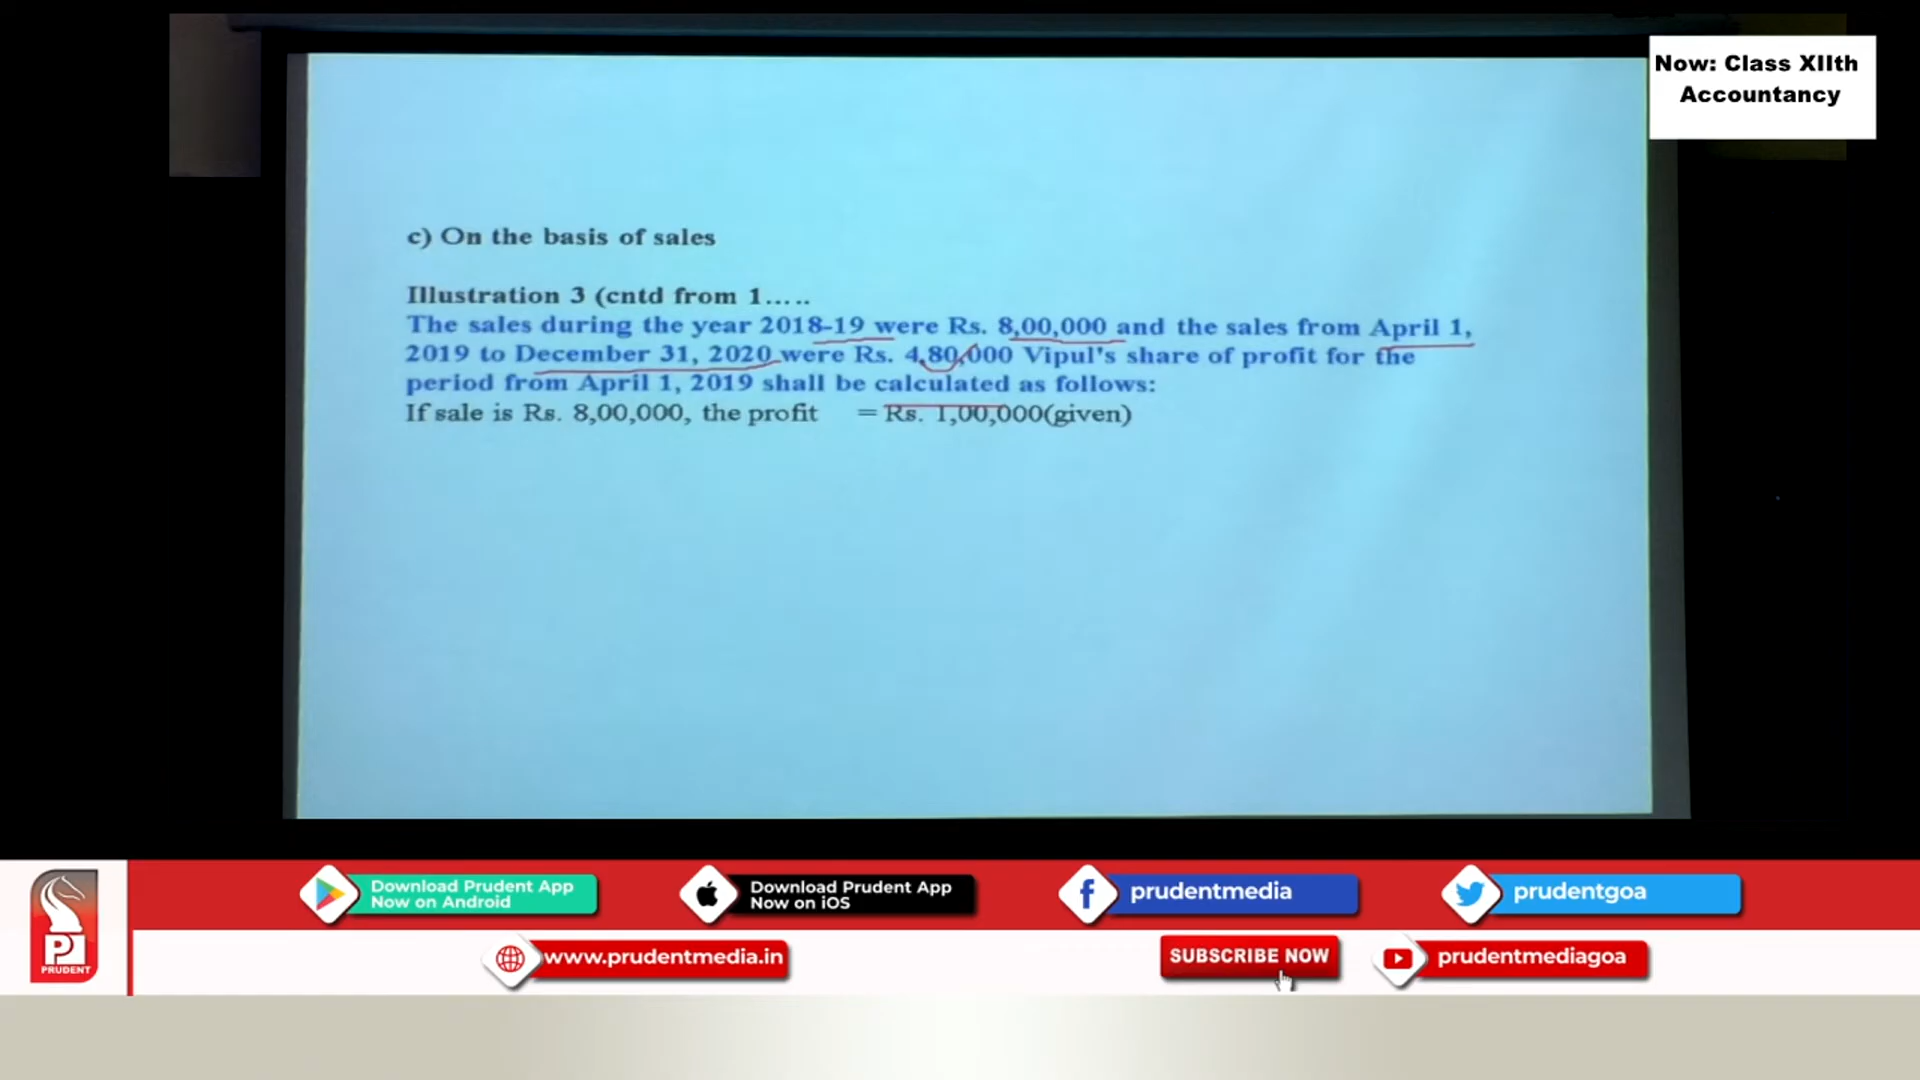 Now: Class XIIth
Accountancy
c) On the basis of sales
Illustration 3 (cntd from 1.....
The sales during the year 2018-19 were Rs. 8,00,000 and the sales from April 1,
2019 to December 31, 2020 were Rs. 4,80,000 Vipul's share of profit for the
period from April 1, 2019 shall be calculated as follows:
If sale is Rs. 8,00,000, the profit = Rs. 1,00,000(given)
Download Prudent App
Now on Android
Download Prudent App
Now on iOS
prudentmedia
prudentgoa
PRUDENT
www.prudentmedia.in
SUBSCRIBE NOW
prudentmediagoa